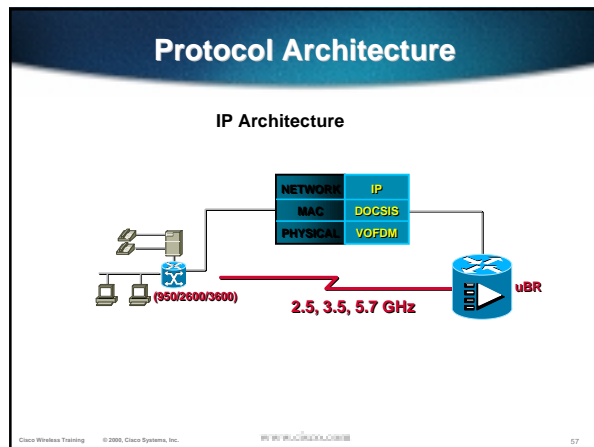 Protocol Architecture
IP Architecture
NETWORK IP
MAC DOCSIS
PHYSICAL VOFDM
(950/2600/3600)
2.5, 3.5, 5.7 GHz
uBR
Cisco Wireless Training © 2000, Cisco Systems, Inc. 57